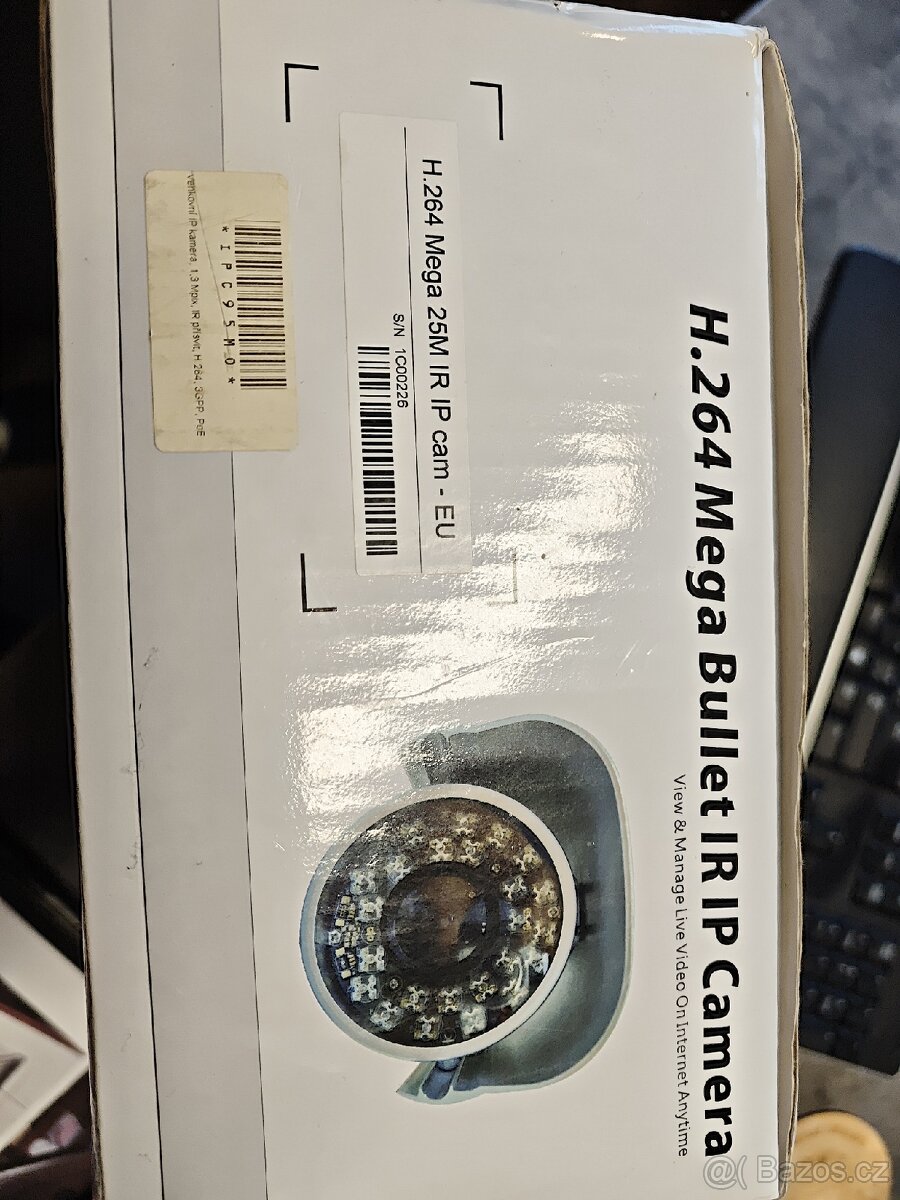 H.264 Mega Bullet IR IP Camera
View & Manage Live Video On Internet Anytime
H.264 Mega 25M IR IP cam - EU
S/N 1C00226
*IPC95M0*
venkovní IP kamera, 1,3 Mpix, IR přísvit, H.264, 3GPP, PoE
@( Bazos.cz